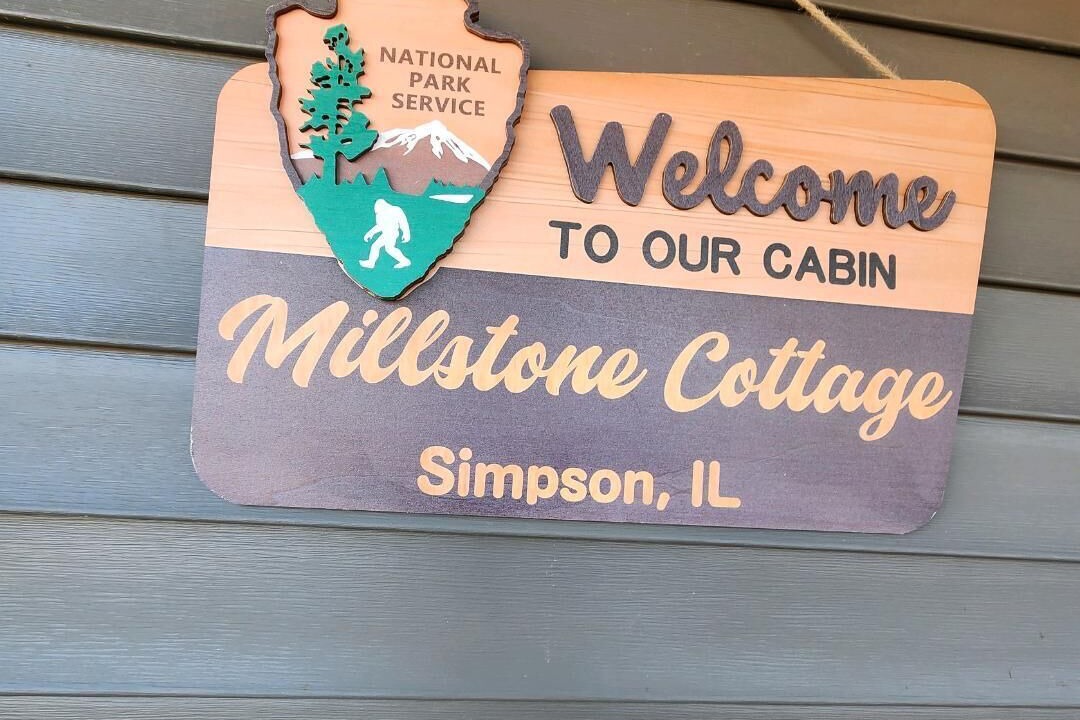 NATIONAL
PARK
SERVICE
Welcome
TO OUR CABIN
Millstone Cottage
Simpson, IL